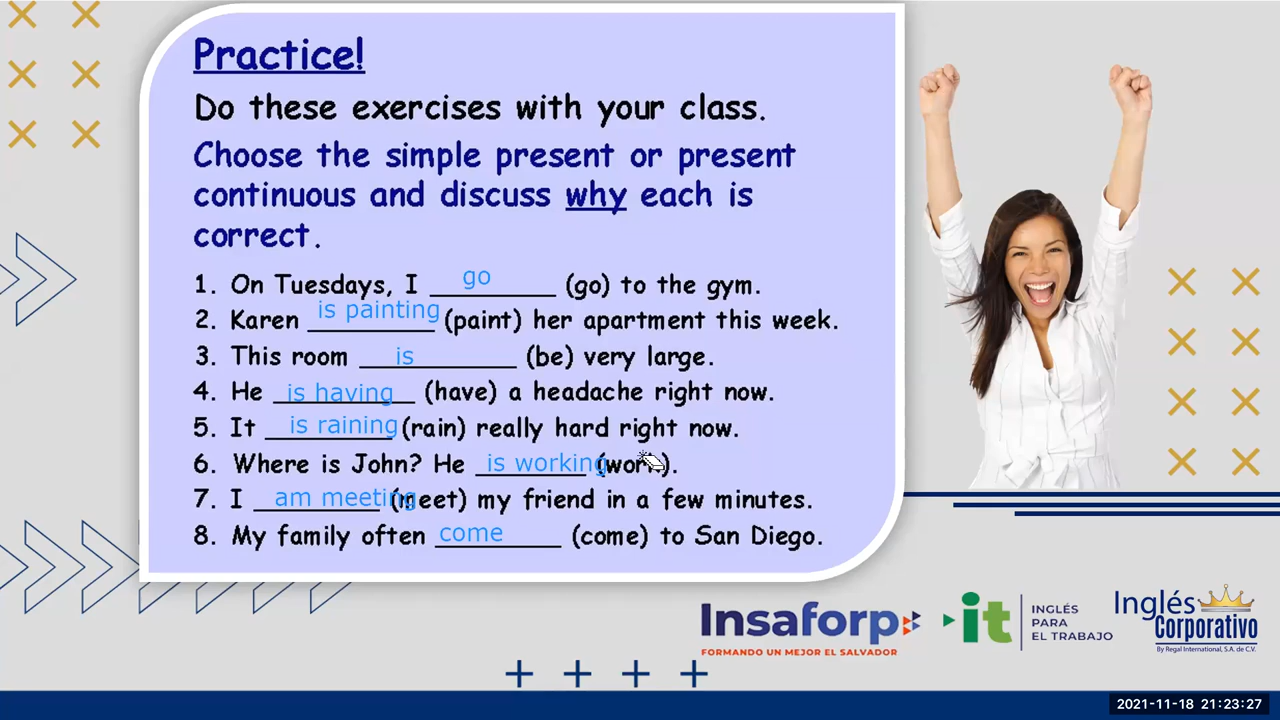 Practice!
Do these exercises with your class.
Choose the simple present or present
continuous and discuss why each is
correct.
1. On Tuesdays, I go (go) to the gym.
2. Karen is painting (paint) her apartment this week.
3. This room is (be) very large.
4. He is having (have) a headache right now.
5. It is raining (rain) really hard right now.
6. Where is John? He is working (work).
7. I am meeting (meet) my friend in a few minutes.
8. My family often come (come) to San Diego.
Insaforp
FORMANDO UN MEJOR EL SALVADOR
it
INGLÉS
PARA
EL TRABAJO
Inglés
Corporativo
By Regal International, S.A. de C.V.
2021-11-18 21:23:27